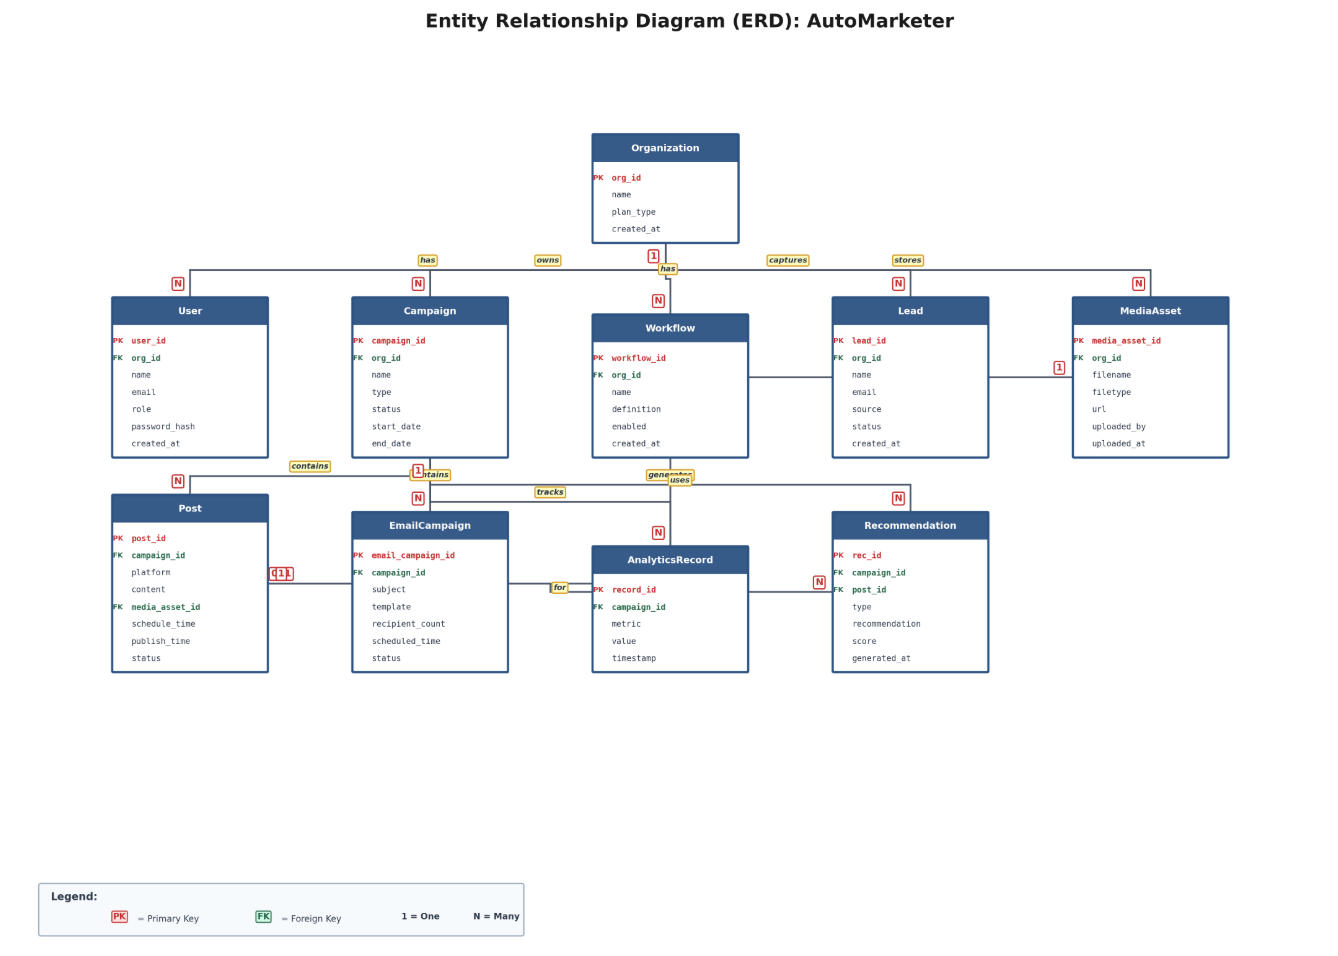 Entity Relationship Diagram (ERD): AutoMarketer
Organization
PK org_id
name
plan_type
created_at
1
has
owns
has
captures
stores
N
N
N
N
N
User
PK user_id
FK org_id
name
email
role
password_hash
created_at
Campaign
PK campaign_id
FK org_id
name
type
status
start_date
end_date
Workflow
PK workflow_id
FK org_id
name
definition
enabled
created_at
Lead
PK lead_id
FK org_id
name
email
source
status
created_at
1
MediaAsset
PK media_asset_id
FK org_id
filename
filetype
url
uploaded_by
uploaded_at
contains
1
uses
tracks
N
N
N
N
Post
PK post_id
FK campaign_id
platform
content
FK media_asset_id
schedule_time
publish_time
status
EmailCampaign
PK email_campaign_id
FK campaign_id
subject
template
recipient_count
scheduled_time
status
for
AnalyticsRecord
PK record_id
FK campaign_id
metric
value
timestamp
N
Recommendation
PK rec_id
FK campaign_id
FK post_id
type
recommendation
score
generated_at
Legend:
PK = Primary Key
FK = Foreign Key
1 = One
N = Many